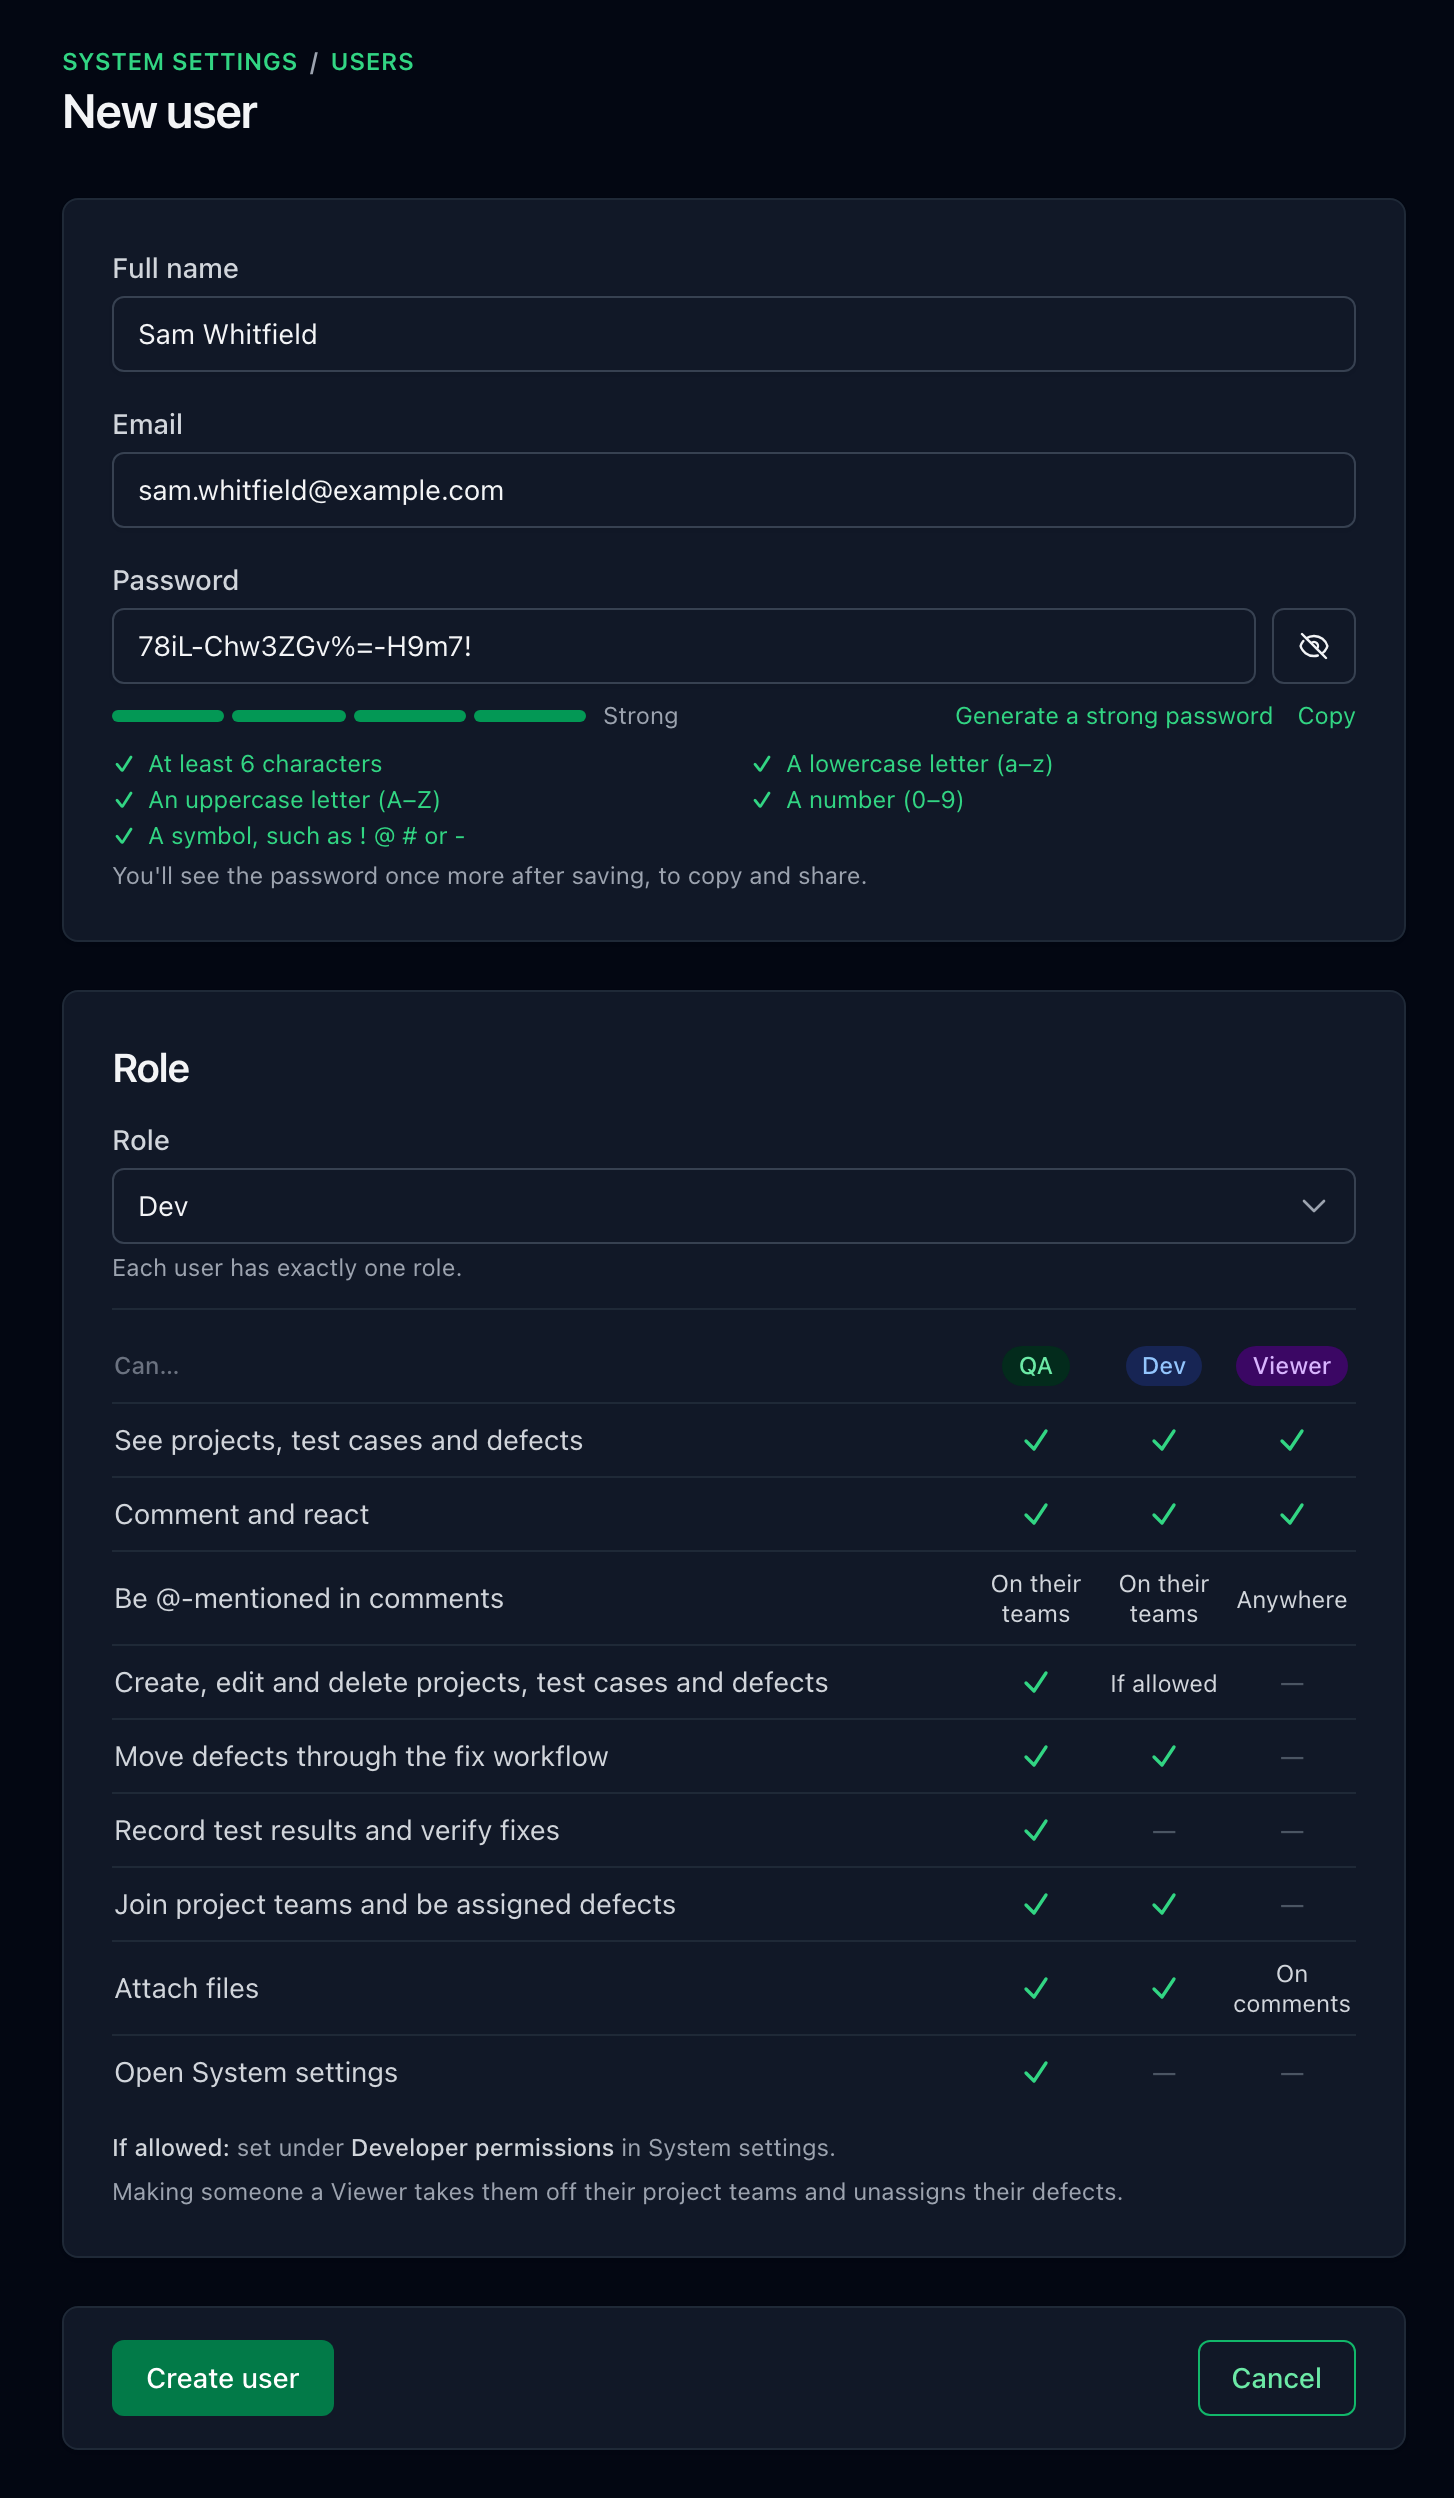 SYSTEM SETTINGS / USERS
New user
Full name
Sam Whitfield
Email
sam.whitfield@example.com
Password
78iL-Chw3ZGv%=-H9m7!
Strong Generate a strong password Copy
At least 6 characters
A lowercase letter (a–z)
An uppercase letter (A–Z)
A number (0–9)
A symbol, such as ! @ # or -
You'll see the password once more after saving, to copy and share.
Role
Role
Dev
Each user has exactly one role.
Can... QA Dev Viewer
See projects, test cases and defects ✓ ✓ ✓
Comment and react ✓ ✓ ✓
Be @-mentioned in comments On their teams On their teams Anywhere
Create, edit and delete projects, test cases and defects ✓ If allowed —
Move defects through the fix workflow ✓ ✓ —
Record test results and verify fixes ✓ — —
Join project teams and be assigned defects ✓ ✓ —
Attach files ✓ ✓ On comments
Open System settings ✓ — —
If allowed: set under Developer permissions in System settings.
Making someone a Viewer takes them off their project teams and unassigns their defects.
Create user Cancel